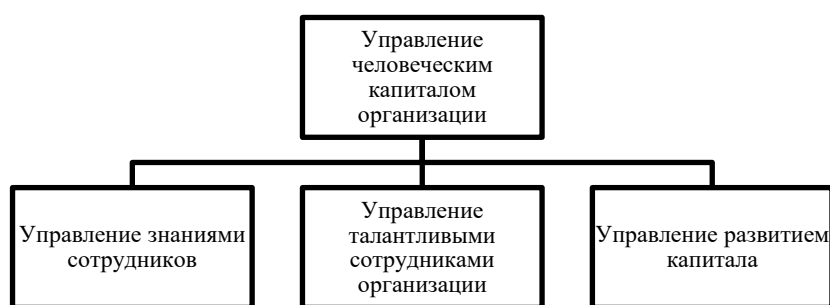 Управление
человеческим
капиталом
организации
Управление знаниями
сотрудников
Управление
талантливыми
сотрудниками
организации
Управление развитием
капитала